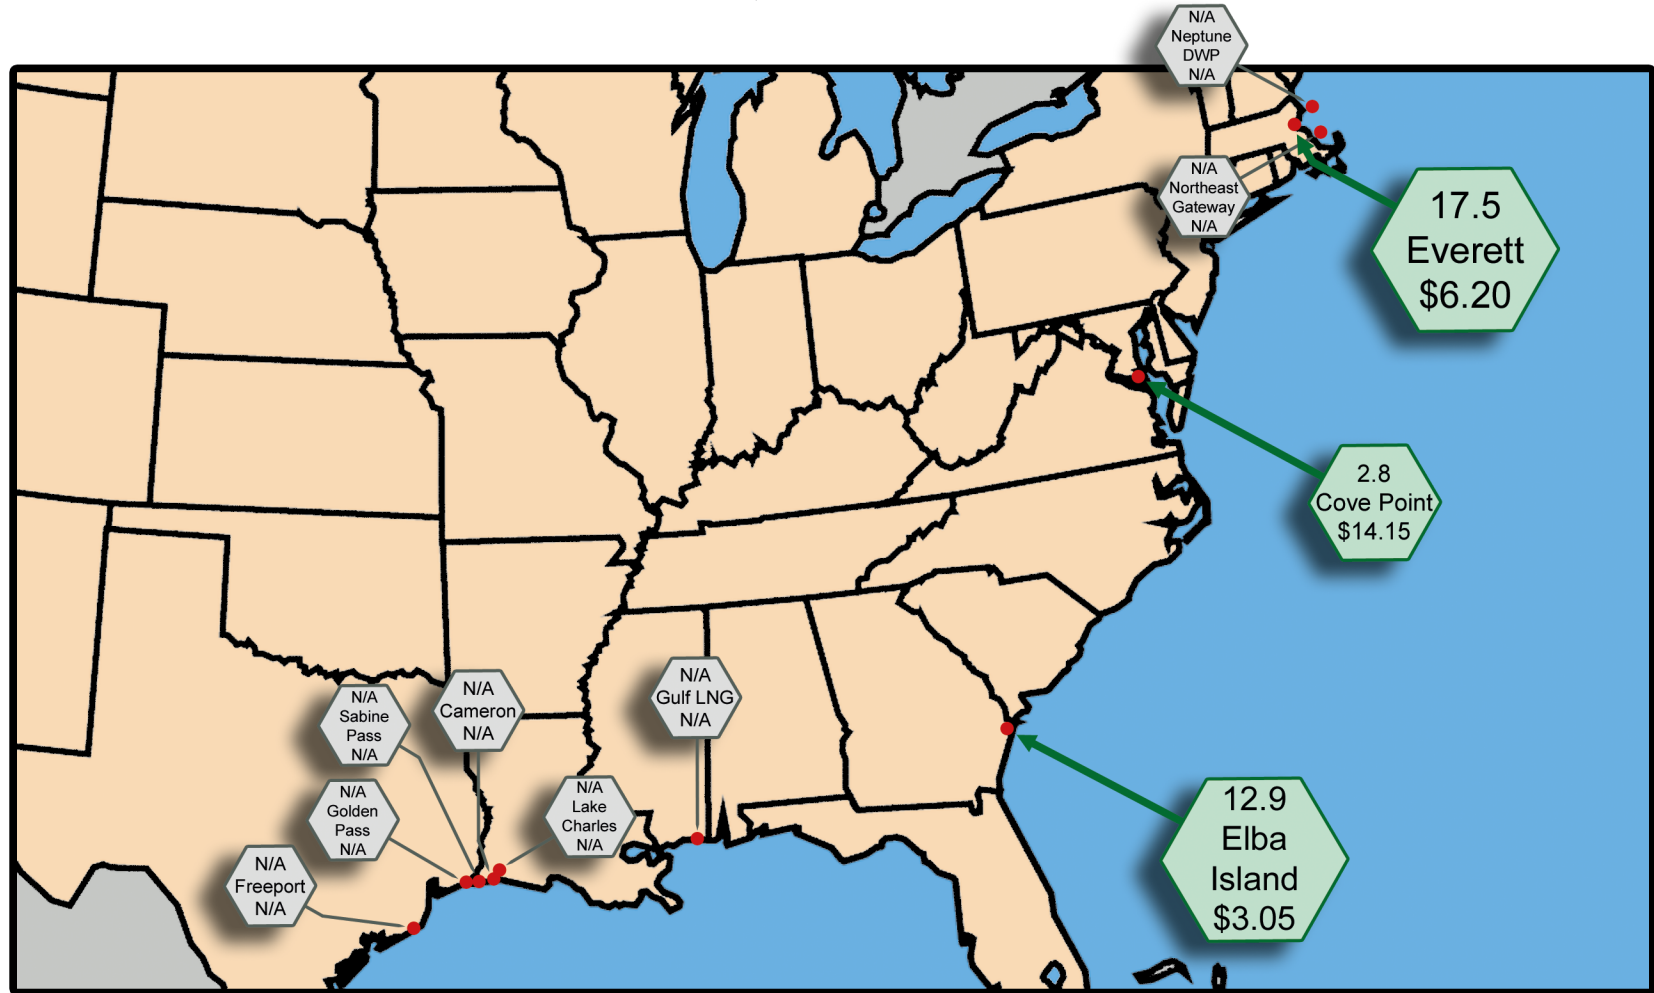 N/A
Neptune
DWP
N/A
N/A
Northeast
Gateway
N/A
17.5
Everett
$6.20
2.8
Cove Point
$14.15
N/A
Gulf LNG
N/A
N/A
Cameron
N/A
N/A
Sabine
Pass
N/A
N/A
Golden
Pass
N/A
N/A
Lake
Charles
N/A
N/A
Freeport
N/A
12.9
Elba
Island
$3.05